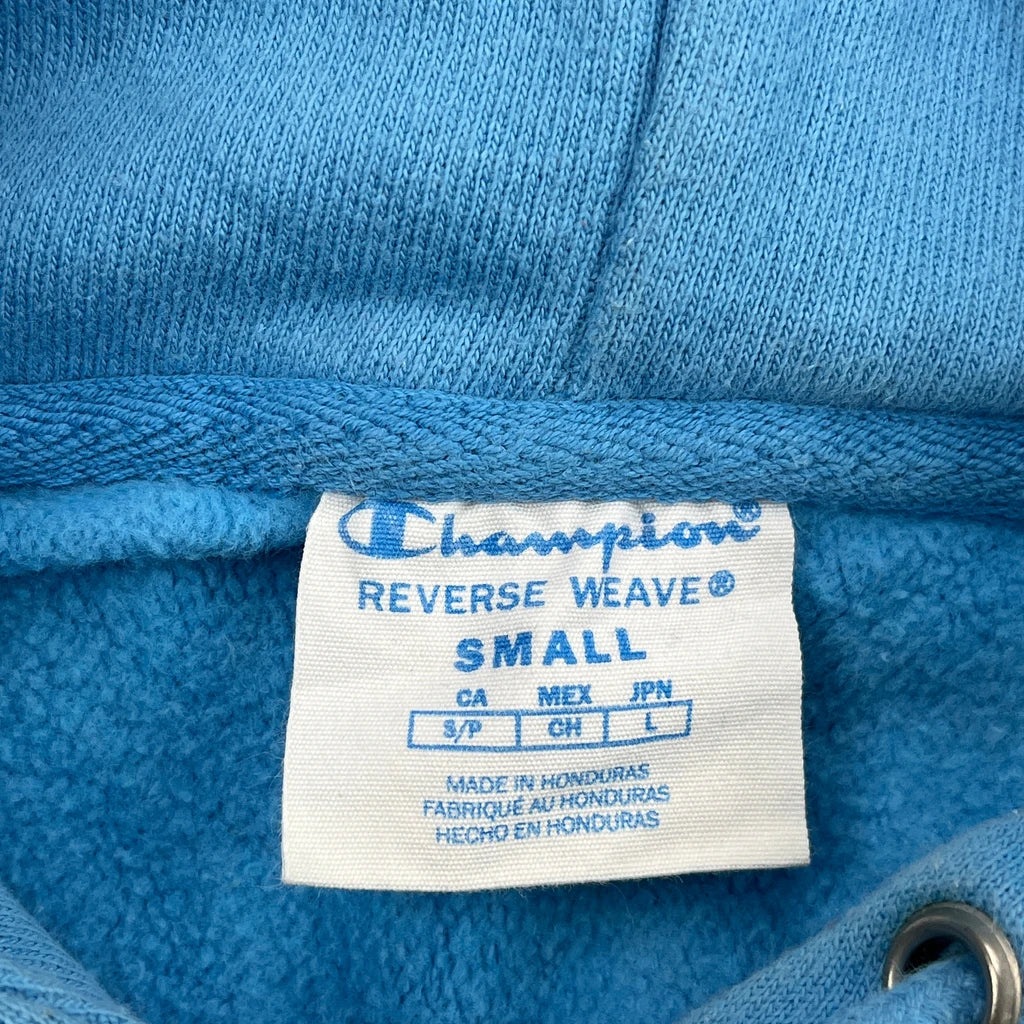 Champion®
REVERSE WEAVE®
SMALL
CA MEX JPN
S/P CH L
MADE IN HONDURAS
FABRIQUÉ AU HONDURAS
HECHO EN HONDURAS